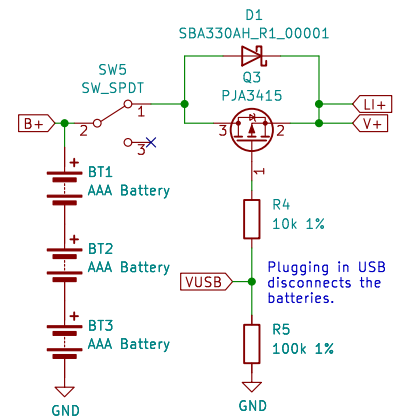 D1
SBA330AH_R1_00001
SW5
SW_SPDT
Q3
PJA3415
1
LI+
B+
2
3
2
V+
3
1
BT1
AAA Battery
R4
10k 1%
BT2
AAA Battery
Plugging in USB
disconnects the
batteries.
VUSB
BT3
AAA Battery
R5
100k 1%
GND
GND